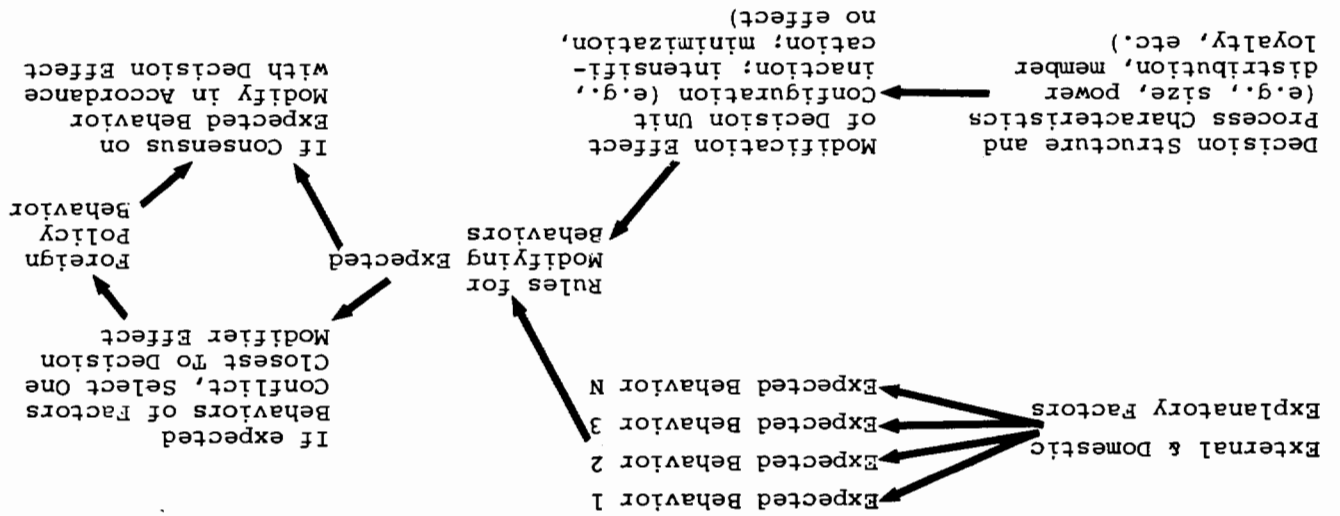 External & Domestic
Explanatory Factors
Expected Behavior 1
Expected Behavior 2
Expected Behavior 3
Expected Behavior N
Rules for
Modifying Expected
Behaviors
If expected
Behaviors of Factors
Conflict, Select One
Closest To Decision
Modifier Effect
Foreign
Policy
Behavior
Decision Structure and
Process Characteristics
(e.g., size, power
distribution, member
loyalty, etc.)
Modification Effect
of Decision Unit
Configuration (e.g.,
inaction; intensifi-
cation; minimization,
no effect)
If Consensus on
Expected Behavior
Modify in Accordance
with Decision Effect